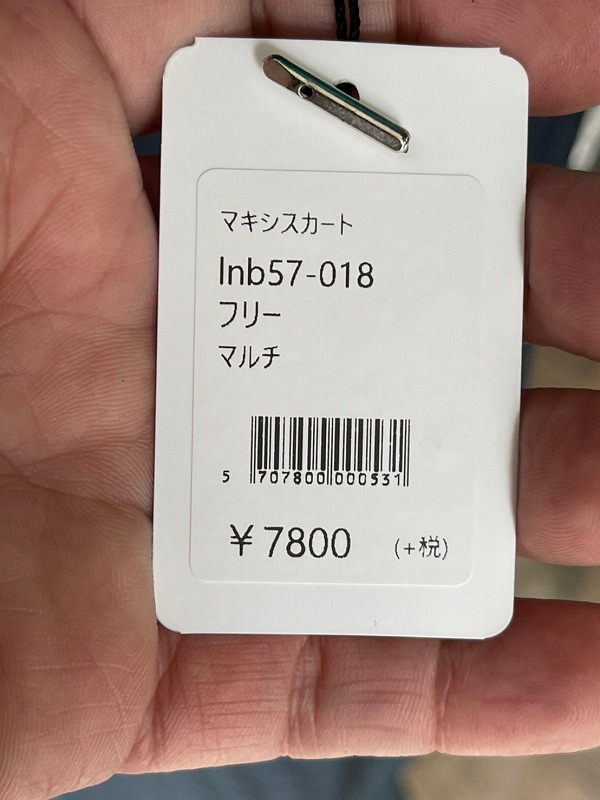 マキシスカート
lnb57-018
フリー
マルチ
5 707800 000531
￥7800 (+税)